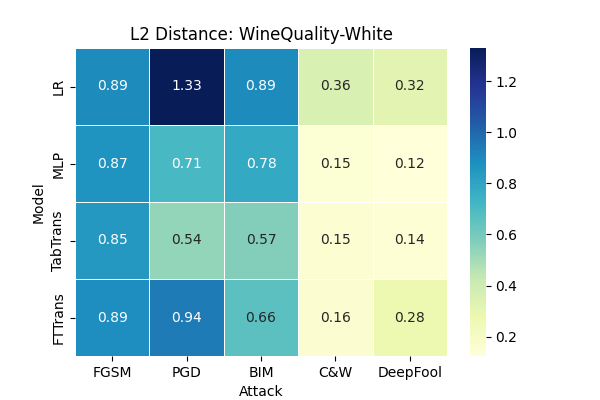 L2 Distance: WineQuality-White
Model
LR 0.89 1.33 0.89 0.36 0.32
MLP 0.87 0.71 0.78 0.15 0.12
TabTrans 0.85 0.54 0.57 0.15 0.14
FTTrans 0.89 0.94 0.66 0.16 0.28
FGSM PGD BIM C&W DeepFool
Attack
1.2
1.0
0.8
0.6
0.4
0.2